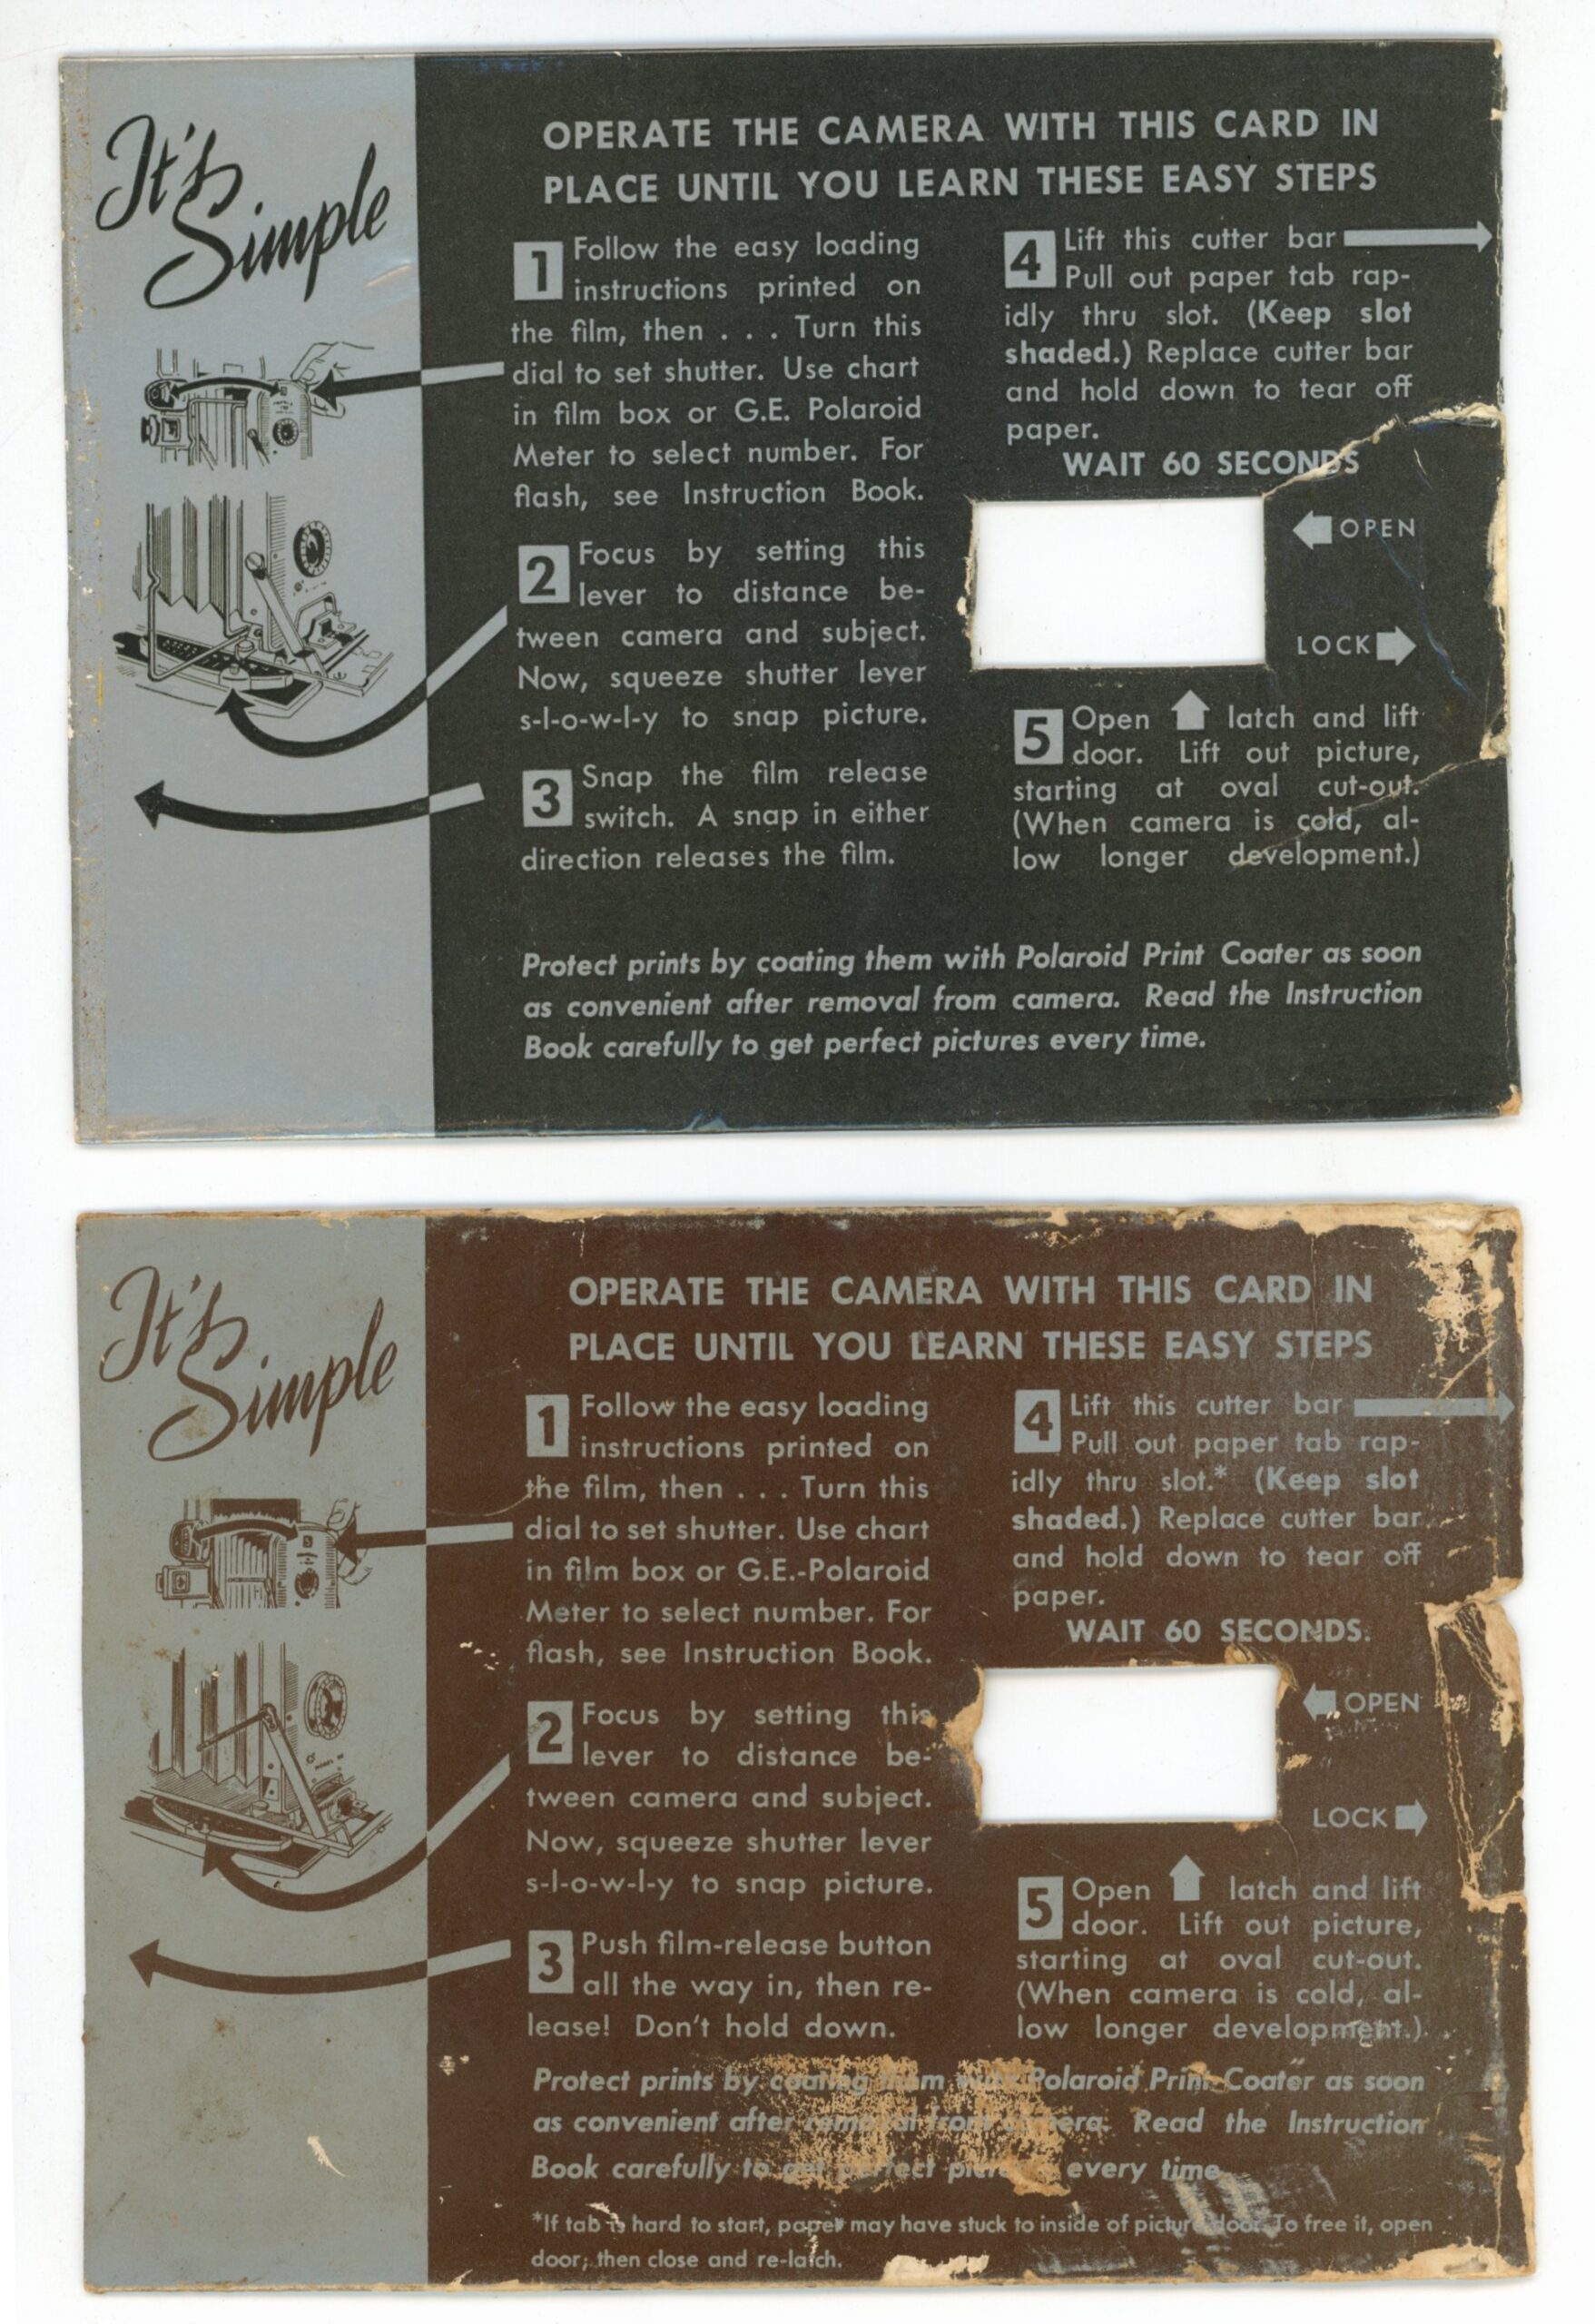 It's
Simple
OPERATE THE CAMERA WITH THIS CARD IN
PLACE UNTIL YOU LEARN THESE EASY STEPS
1 Follow the easy loading
instructions printed on
the film, then . . . Turn this
dial to set shutter. Use chart
in film box or G.E. Polaroid
Meter to select number. For
flash, see Instruction Book.
2 Focus by setting this
lever to distance be-
tween camera and subject.
Now, squeeze shutter lever
s-l-o-w-l-y to snap picture.
3 Snap the film release
switch. A snap in either
direction releases the film.
4 Lift this cutter bar
Pull out paper tab rap-
idly thru slot. (Keep slot
shaded.) Replace cutter bar
and hold down to tear off
paper.
WAIT 60 SECONDS
OPEN
LOCK
5 Open latch and lift
door. Lift out picture,
starting at oval cut-out.
(When camera is cold, al-
low longer development.)
Protect prints by coating them with Polaroid Print Coater as soon
as convenient after removal from camera. Read the Instruction
Book carefully to get perfect pictures every time.
It's
Simple
OPERATE THE CAMERA WITH THIS CARD IN
PLACE UNTIL YOU LEARN THESE EASY STEPS
1 Follow the easy loading
instructions printed on
the film, then . . . Turn this
dial to set shutter. Use chart
in film box or G.E.-Polaroid
Meter to select number. For
flash, see Instruction Book.
2 Focus by setting this
lever to distance be-
tween camera and subject.
Now, squeeze shutter lever
s-l-o-w-l-y to snap picture.
3 Push film-release button
all the way in, then re-
lease! Don't hold down.
4 Lift this cutter bar
Pull out paper tab rap-
idly thru slot.* (Keep slot
shaded.) Replace cutter bar
and hold down to tear off
paper.
WAIT 60 SECONDS.
OPEN
LOCK
5 Open latch and lift
door. Lift out picture,
starting at oval cut-out.
(When camera is cold, al-
low longer development.)
Protect prints by coating them with Polaroid Print Coater as soon
as convenient after removal from camera. Read the Instruction
Book carefully to get perfect pictures every time.
*If tab is hard to start, paper may have stuck to inside of picture door. To free it, open
door; then close and re-latch.